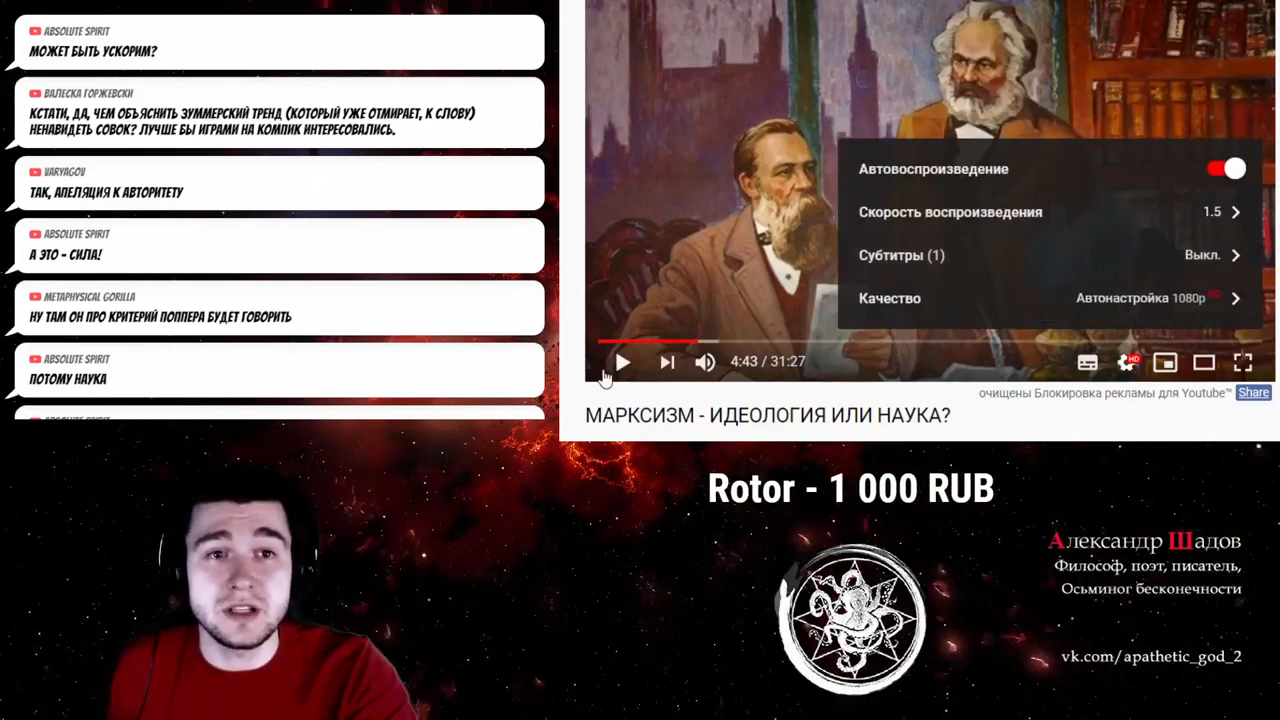 ABSOLUTE SPIRIT
МОЖЕТ БЫТЬ УСКОРИМ?
ВАЛЕСКА ГОРЖЕВСКИ
КСТАТИ, ДА, ЧЕМ ОБЪЯСНИТЬ ЗУММЕРСКИЙ ТРЕНД (КОТОРЫЙ УЖЕ ОТМИРАЕТ, К СЛОВУ)
НЕНАВИДЕТЬ СОВОК? ЛУЧШЕ БЫ ИГРАМИ НА КОМПИК ИНТЕРЕСОВАЛИСЬ.
VARYAGOV
ТАК, АПЕЛЯЦИЯ К АВТОРИТЕТУ
ABSOLUTE SPIRIT
А ЭТО - СИЛА!
METAPHYSICAL GORILLA
НУ ТАМ ОН ПРО КРИТЕРИЙ ПОППЕРА БУДЕТ ГОВОРИТЬ
ABSOLUTE SPIRIT
ПОТОМУ НАУКА
ABSOLUTE SPIRIT
Автовоспроизведение
Скорость воспроизведения 1.5
Субтитры (1) Выкл.
Качество Автонастройка 1080p HD
4:43 / 31:27 HD
очищены Блокировка рекламы для Youtube™ Share
МАРКСИЗМ - ИДЕОЛОГИЯ ИЛИ НАУКА?
Rotor - 1 000 RUB
Александр Шадов
Философ, поэт, писатель,
Осьминог бесконечности
vk.com/apathetic_god_2